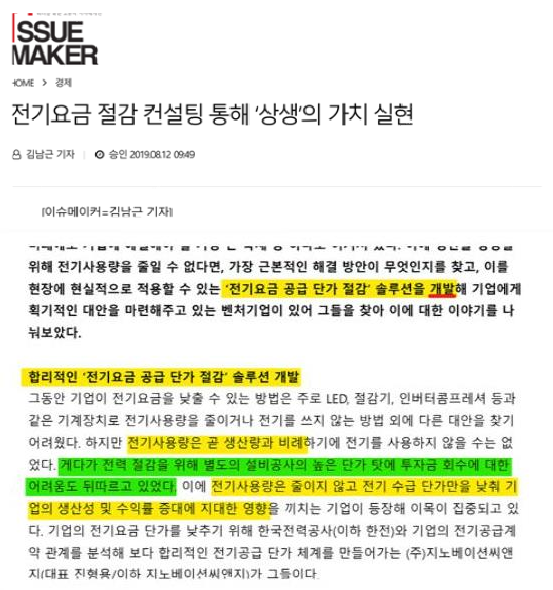 ISSUE
MAKER
HOME > 경제
전기요금 절감 컨설팅 통해 '상생'의 가치 실현
김남근 기자 | 승인 2019.08.12 09:49
[이슈메이커=김남근 기자]
위해 전기사용량을 줄일 수 없다면, 가장 근본적인 해결 방안이 무엇인지를 찾고, 이를
현장에 현실적으로 적용할 수 있는 '전기요금 공급 단가 절감' 솔루션을 개발해 기업에게
획기적인 대안을 마련해주고 있는 벤처기업이 있어 그들을 찾아 이에 대한 이야기를 나
눠보았다.
합리적인 '전기요금 공급 단가 절감' 솔루션 개발
그동안 기업이 전기요금을 낮출 수 있는 방법은 주로 LED, 절감기, 인버터콤프레셔 등과
같은 기계장치로 전기사용량을 줄이거나 전기를 쓰지 않는 방법 외에 다른 대안을 찾기
어려웠다. 하지만 전기사용량은 곧 생산량과 비례하기에 전기를 사용하지 않을 수는 없
었다. 게다가 전력 절감을 위해 별도의 설비공사의 높은 단가 탓에 투자금 회수에 대한
어려움도 뒤따르고 있었다. 이에 전기사용량은 줄이지 않고 전기 수급 단가만을 낮춰 기
업의 생산성 및 수익률 증대에 지대한 영향을 끼치는 기업이 등장해 이목이 집중되고 있
다. 기업의 전기요금 단가를 낮추기 위해 한국전력공사(이하 한전)와 기업의 전기공급계
약 관계를 분석해 보다 합리적인 전기공급 단가 체계를 만들어가는 (주)지노베이션씨앤
지(대표 진형용/이하 지노베이션씨앤지)가 그들이다.